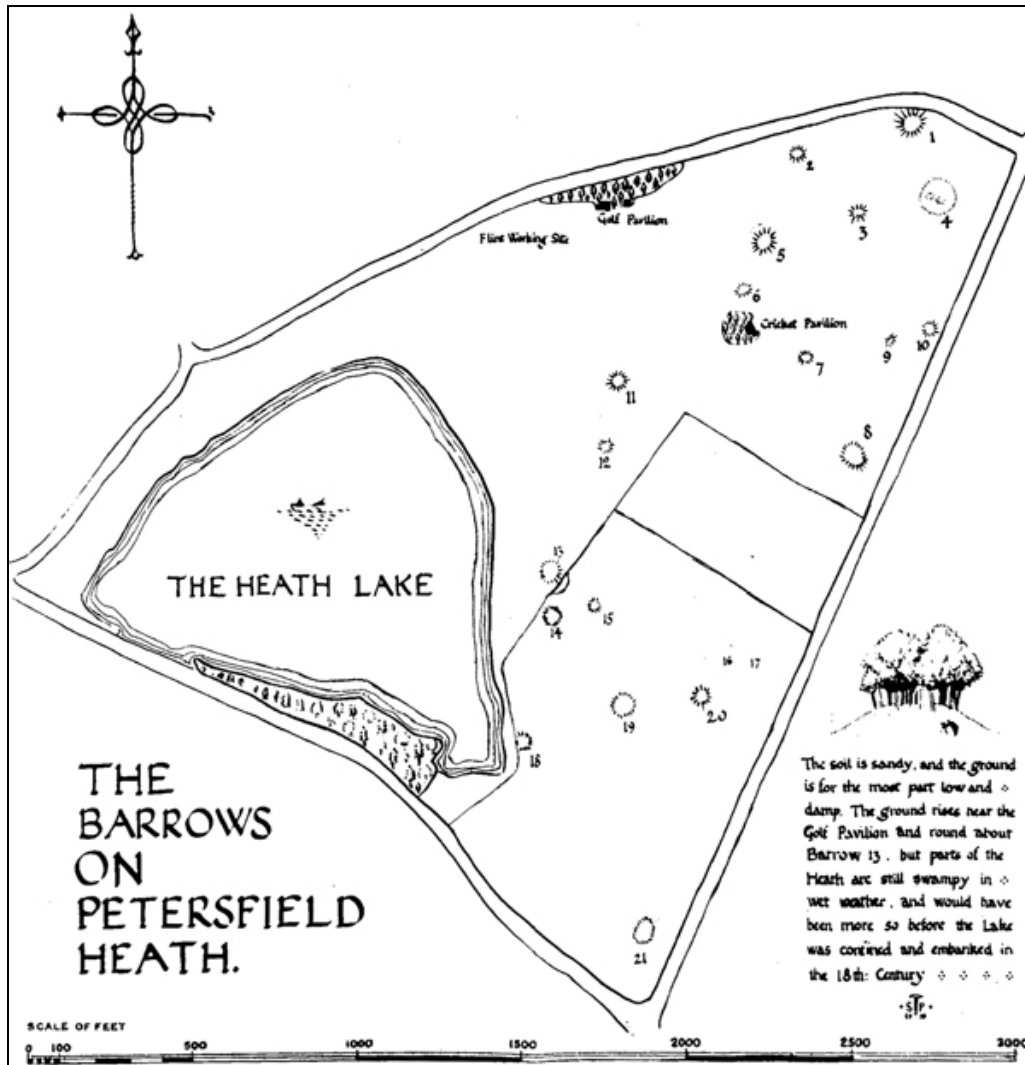 1
2
3
4
Golf Pavilion
Flint Working Site
5
6
Cricket Pavilion
10
9
7
11
8
12
13
THE HEATH LAKE
15
14
16 17
19
20
18
THE
BARROWS
ON
PETERSFIELD
HEATH.
The soil is sandy, and the ground
is for the most part low and
damp. The ground rises near the
Golf Pavilion and round about
Barrow 13, but parts of the
Heath are still swampy in
wet weather, and would have
been more so before the Lake
was confined and embanked in
the 18th: Century
21
S T P
SCALE OF FEET
0 100 500 1000 1500 2000 2500 3000